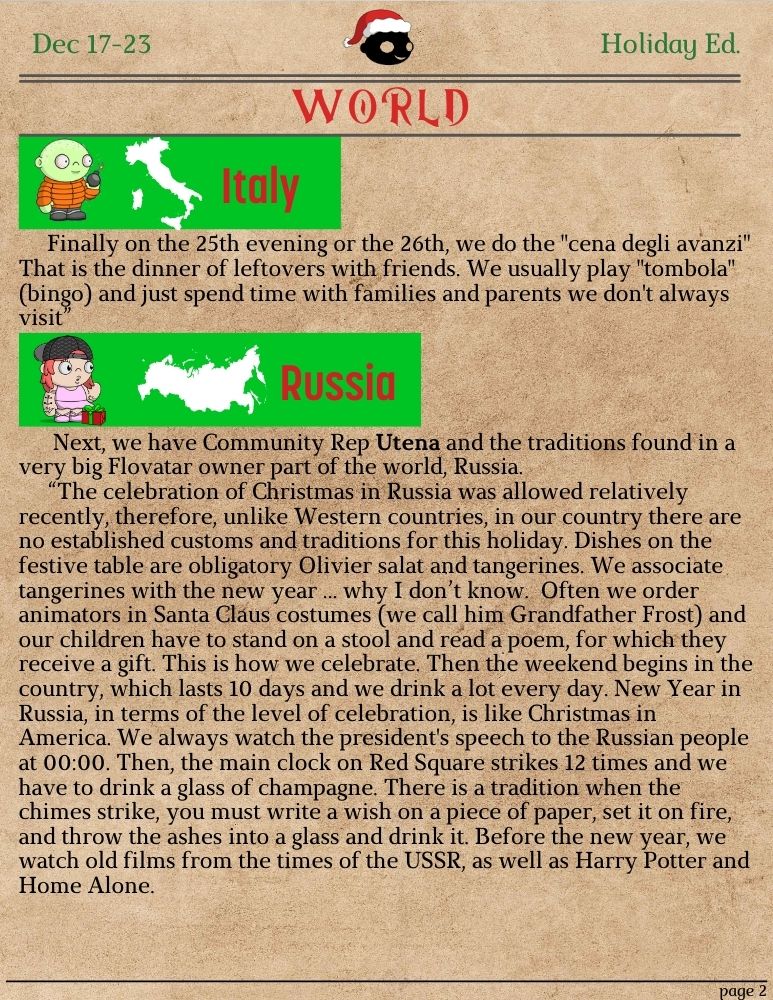 Dec 17-23
Holiday Ed.
WORLD
Italy
Finally on the 25th evening or the 26th, we do the "cena degli avanzi"
That is the dinner of leftovers with friends. We usually play "tombola"
(bingo) and just spend time with families and parents we don't always
visit”
Russia
Next, we have Community Rep Utena and the traditions found in a
very big Flovatar owner part of the world, Russia.
“The celebration of Christmas in Russia was allowed relatively
recently, therefore, unlike Western countries, in our country there are
no established customs and traditions for this holiday. Dishes on the
festive table are obligatory Olivier salat and tangerines. We associate
tangerines with the new year ... why I don’t know. Often we order
animators in Santa Claus costumes (we call him Grandfather Frost) and
our children have to stand on a stool and read a poem, for which they
receive a gift. This is how we celebrate. Then the weekend begins in the
country, which lasts 10 days and we drink a lot every day. New Year in
Russia, in terms of the level of celebration, is like Christmas in
America. We always watch the president's speech to the Russian people
at 00:00. Then, the main clock on Red Square strikes 12 times and we
have to drink a glass of champagne. There is a tradition when the
chimes strike, you must write a wish on a piece of paper, set it on fire,
and throw the ashes into a glass and drink it. Before the new year, we
watch old films from the times of the USSR, as well as Harry Potter and
Home Alone.
page 2